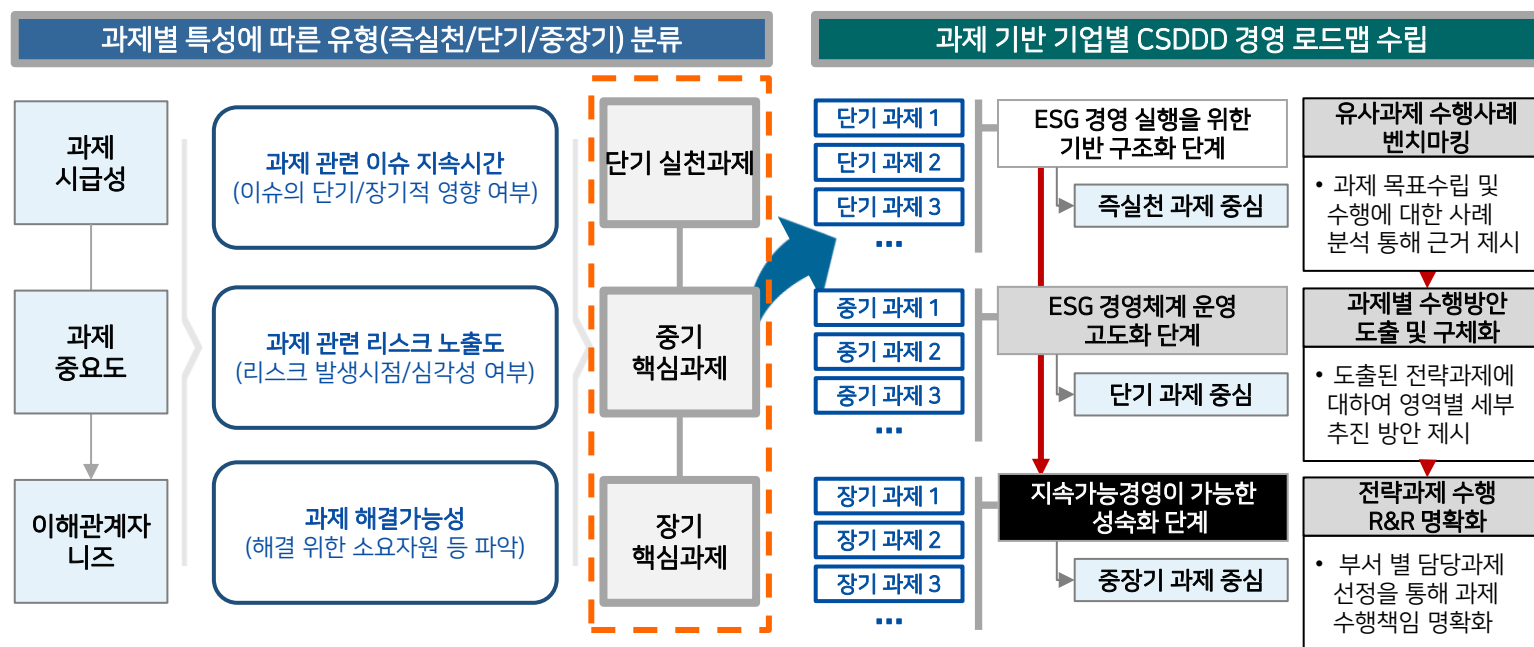 과제별 특성에 따른 유형(즉실천/단기/중장기) 분류
과제
시급성
과제
중요도
이해관계자
니즈
과제 관련 이슈 지속시간
(이슈의 단기/장기적 영향 여부)
과제 관련 리스크 노출도
(리스크 발생시점/심각성 여부)
과제 해결가능성
(해결 위한 소요자원 등 파악)
단기 실천과제
중기
핵심과제
장기
핵심과제
과제 기반 기업별 CSDDD 경영 로드맵 수립
단기 과제 1
단기 과제 2
단기 과제 3
...
ESG 경영 실행을 위한
기반 구조화 단계
즉실천 과제 중심
중기 과제 1
중기 과제 2
중기 과제 3
...
ESG 경영체계 운영
고도화 단계
단기 과제 중심
장기 과제 1
장기 과제 2
장기 과제 3
...
지속가능경영이 가능한
성숙화 단계
중장기 과제 중심
유사과제 수행사례
벤치마킹
• 과제 목표수립 및
수행에 대한 사례
분석 통해 근거 제시
과제별 수행방안
도출 및 구체화
• 도출된 전략과제에
대하여 영역별 세부
추진 방안 제시
전략과제 수행
R&R 명확화
• 부서 별 담당과제
선정을 통해 과제
수행책임 명확화